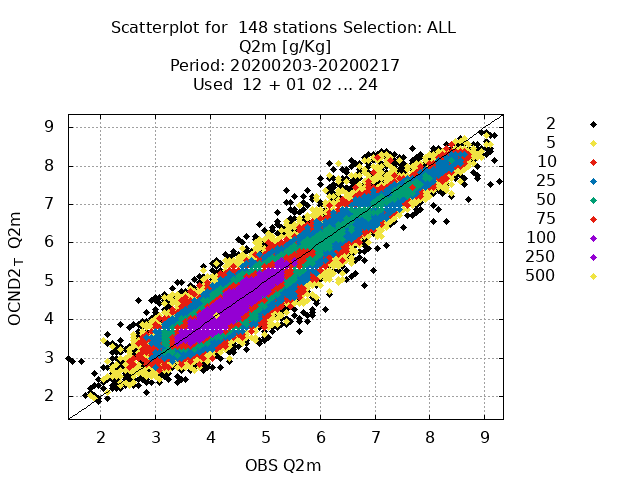 Scatterplot for 148 stations Selection: ALL
Q2m [g/Kg]
Period: 20200203-20200217
Used 12 + 01 02 ... 24
9
8
7
6
5
4
3
2
OCND2T Q2m
2 3 4 5 6 7 8 9
OBS Q2m
2
5
10
25
50
75
100
250
500